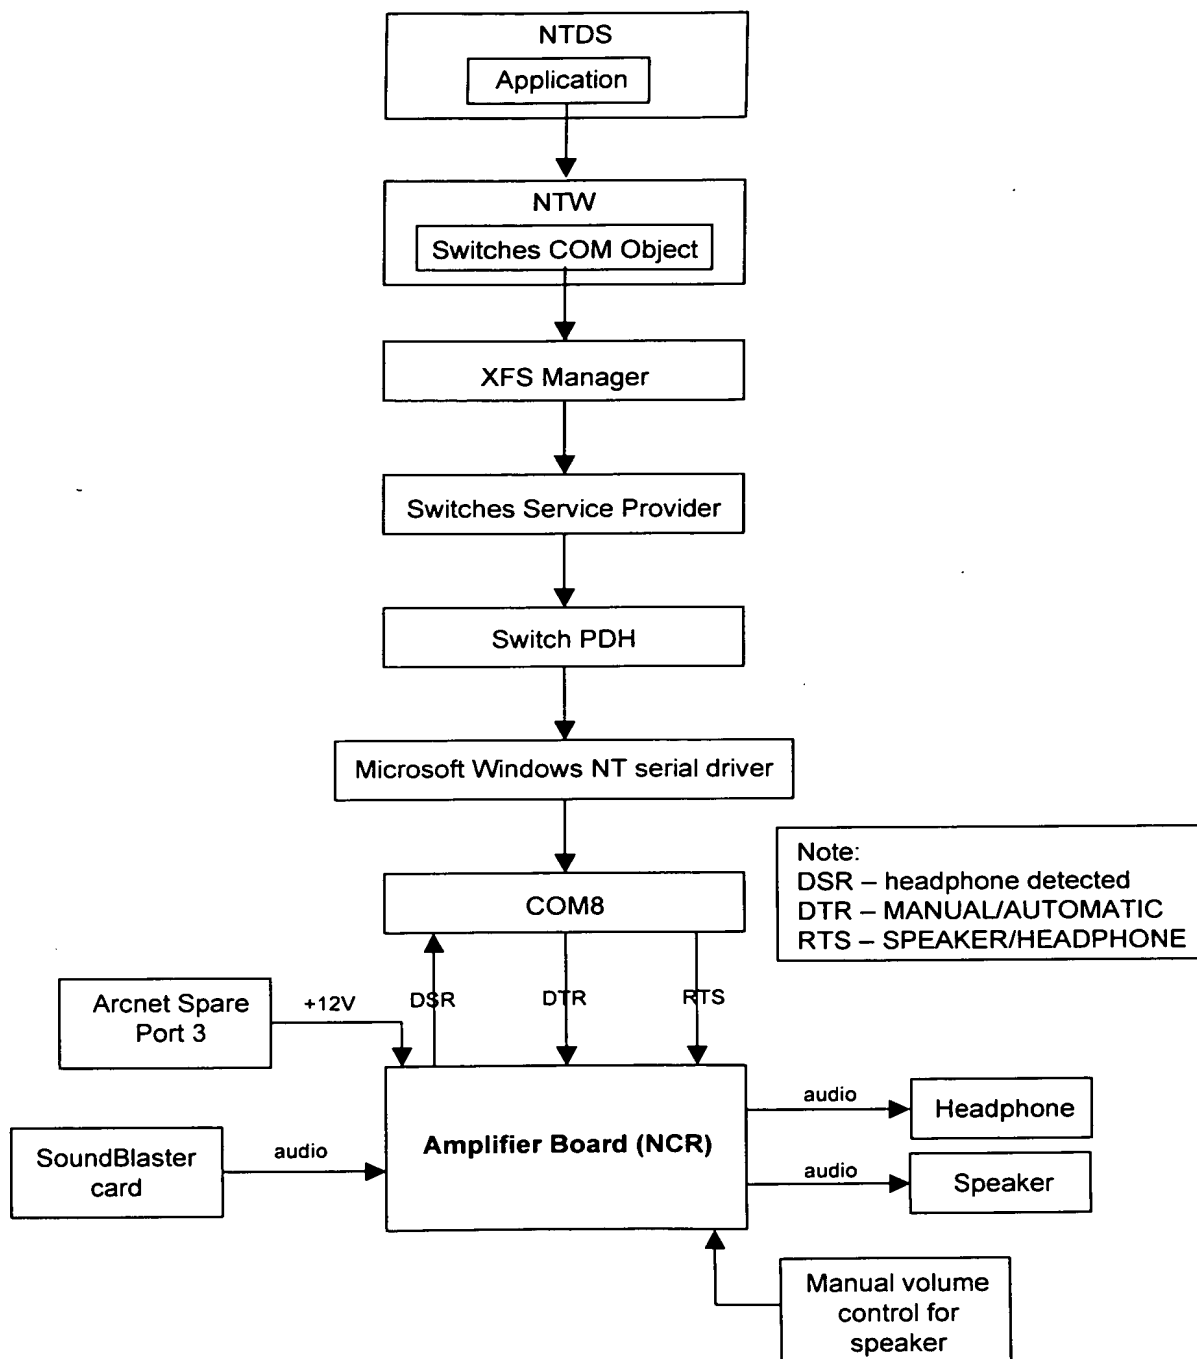 NTDS
Application
NTW
Switches COM Object
XFS Manager
Switches Service Provider
Switch PDH
Microsoft Windows NT serial driver
COM8
Note:
DSR – headphone detected
DTR – MANUAL/AUTOMATIC
RTS – SPEAKER/HEADPHONE
Arcnet Spare
Port 3
+12V
DSR
DTR
RTS
SoundBlaster
card
audio
Amplifier Board (NCR)
audio
Headphone
audio
Speaker
Manual volume
control for
speaker